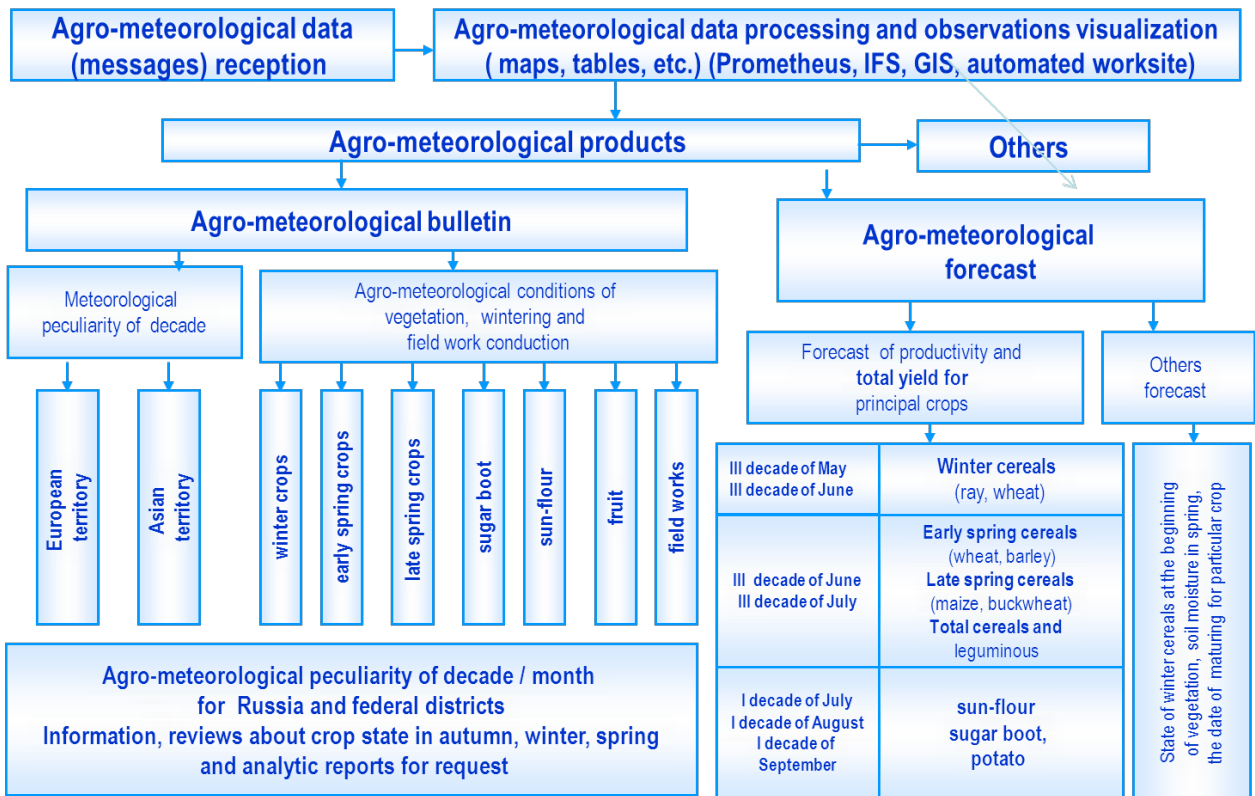 Agro-meteorological data
(messages) reception
Agro-meteorological data processing and observations visualization
( maps, tables, etc.) (Prometheus, IFS, GIS, automated worksite)
Agro-meteorological products
Others
Agro-meteorological bulletin
Agro-meteorological
forecast
Meteorological
peculiarity of decade
Agro-meteorological conditions of
vegetation, wintering and
field work conduction
Forecast of productivity and
total yield for
principal crops
Others
forecast
European
territory
Asian
territory
winter crops
early spring crops
late spring crops
sugar boot
sun-flour
fruit
field works
III decade of May
III decade of June
Winter cereals
(ray, wheat)
III decade of June
III decade of July
Early spring cereals
(wheat, barley)
Late spring cereals
(maize, buckwheat)
Total cereals and
leguminous
I decade of July
I decade of August
I decade of
September
sun-flour
sugar boot,
potato
State of winter cereals at the beginning
of vegetation, soil moisture in spring,
the date of maturing for particular crop
Agro-meteorological peculiarity of decade / month
for Russia and federal districts
Information, reviews about crop state in autumn, winter, spring
and analytic reports for request